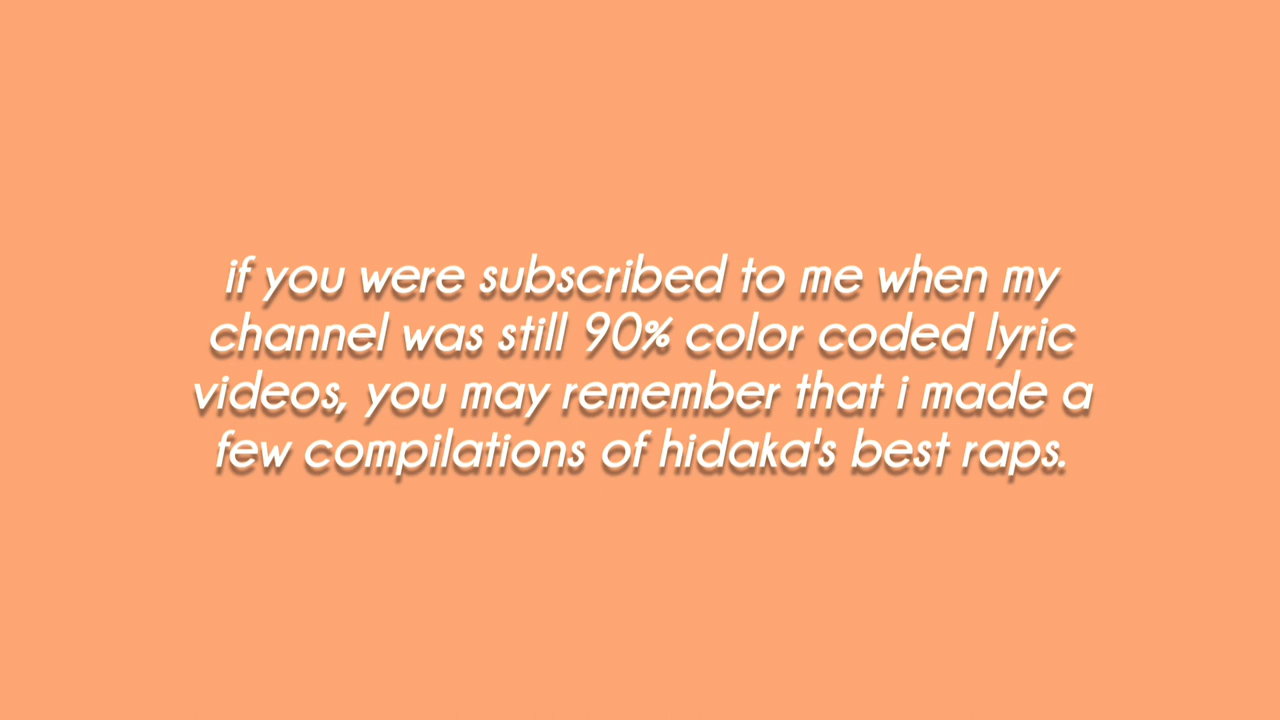 if you were subscribed to me when my
channel was still 90% color coded lyric
videos, you may remember that i made a
few compilations of hidaka's best raps.